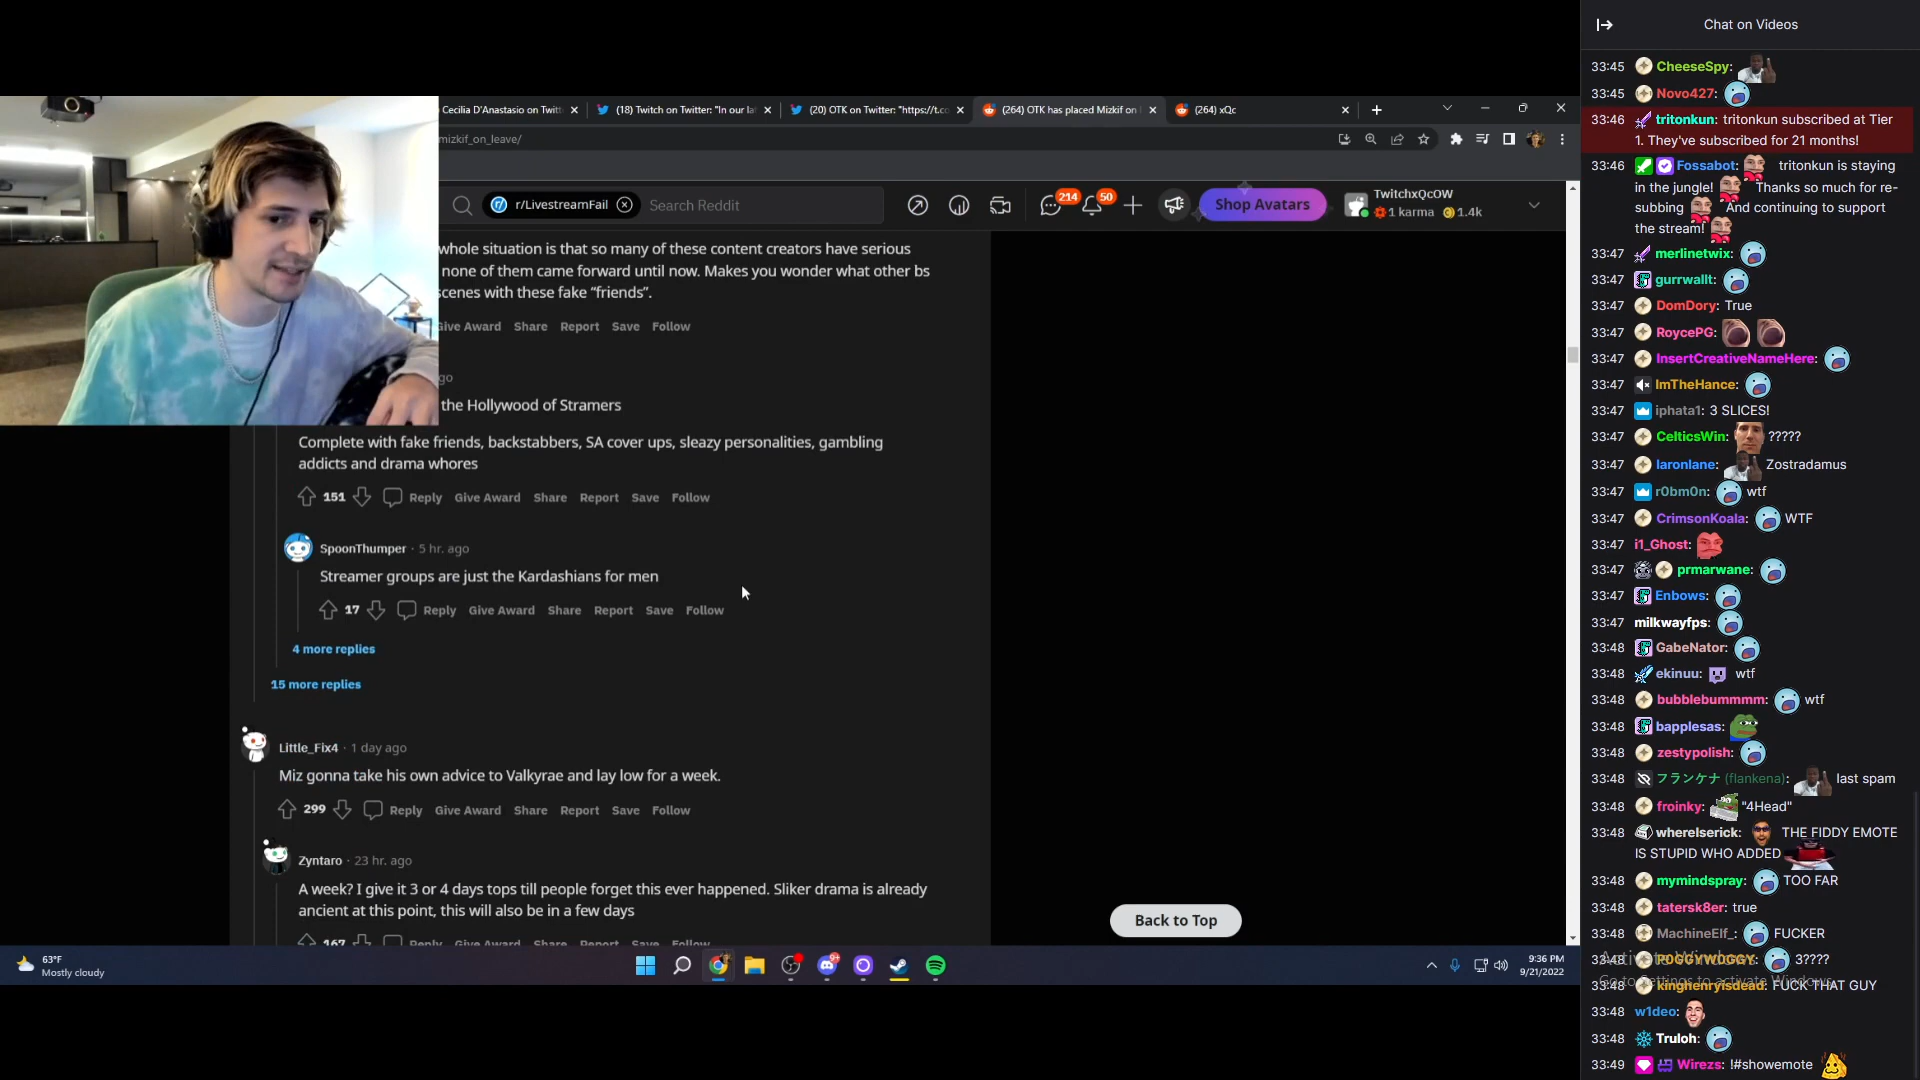 Cecilia D'Anastasio on Twitt
(18) Twitch on Twitter: "In our la
(20) OTK on Twitter: "https://t.co
(264) OTK has placed Mizkif on
(264) xQc
mizkif_on_leave/
r/LivestreamFail
Search Reddit
214
50
Shop Avatars
TwitchxQcOW
1 karma 1.4k
whole situation is that so many of these content creators have serious
none of them came forward until now. Makes you wonder what other bs
scenes with these fake “friends”.
Give Award Share Report Save Follow
go
the Hollywood of Stramers
Complete with fake friends, backstabbers, SA cover ups, sleazy personalities, gambling
addicts and drama whores
151 Reply Give Award Share Report Save Follow
SpoonThumper · 5 hr. ago
Streamer groups are just the Kardashians for men
17 Reply Give Award Share Report Save Follow
4 more replies
15 more replies
Little_Fix4 · 1 day ago
Miz gonna take his own advice to Valkyrae and lay low for a week.
299 Reply Give Award Share Report Save Follow
Zyntaro · 23 hr. ago
A week? I give it 3 or 4 days tops till people forget this ever happened. Sliker drama is already
ancient at this point, this will also be in a few days
167 Reply Give Award Share Report Save Follow
Back to Top
63°F
Mostly cloudy
9:36 PM
9/21/2022
Chat on Videos
33:45 CheeseSpy:
33:45 Novo427:
33:46 tritonkun: tritonkun subscribed at Tier
1. They've subscribed for 21 months!
33:46 Fossabot: tritonkun is staying
in the jungle! Thanks so much for re-
subbing And continuing to support
the stream!
33:47 merlinetwix:
33:47 gurrwallt:
33:47 DomDory: True
33:47 RoycePG:
33:47 InsertCreativeNameHere:
33:47 ImTheHance:
33:47 iphata1: 3 SLICES!
33:47 CelticsWin: ?????
33:47 laronlane: Zostradamus
33:47 r0bm0n: wtf
33:47 CrimsonKoala: WTF
33:47 i1_Ghost:
33:47 prmarwane:
33:47 Enbows:
33:47 milkwayfps:
33:48 GabeNator:
33:48 ekinuu: wtf
33:48 bubblebummmm: wtf
33:48 bapplesas:
33:48 zestypolish:
33:48 フランケナ (flankena): last spam
33:48 froinky: "4Head"
33:48 whereIserick: THE FIDDY EMOTE
IS STUPID WHO ADDED
33:48 mymindspray: TOO FAR
33:48 tatersk8er: true
33:48 MachineElf_: FUCKER
33:48 POGGYWOGGY: 3????
33:48 kinghenryisdead: FUCK THAT GUY
Activate Windows
Go to Settings to activate Windows.
33:48 w1deo:
33:48 Truloh:
33:49 Wirezs: !#showemote